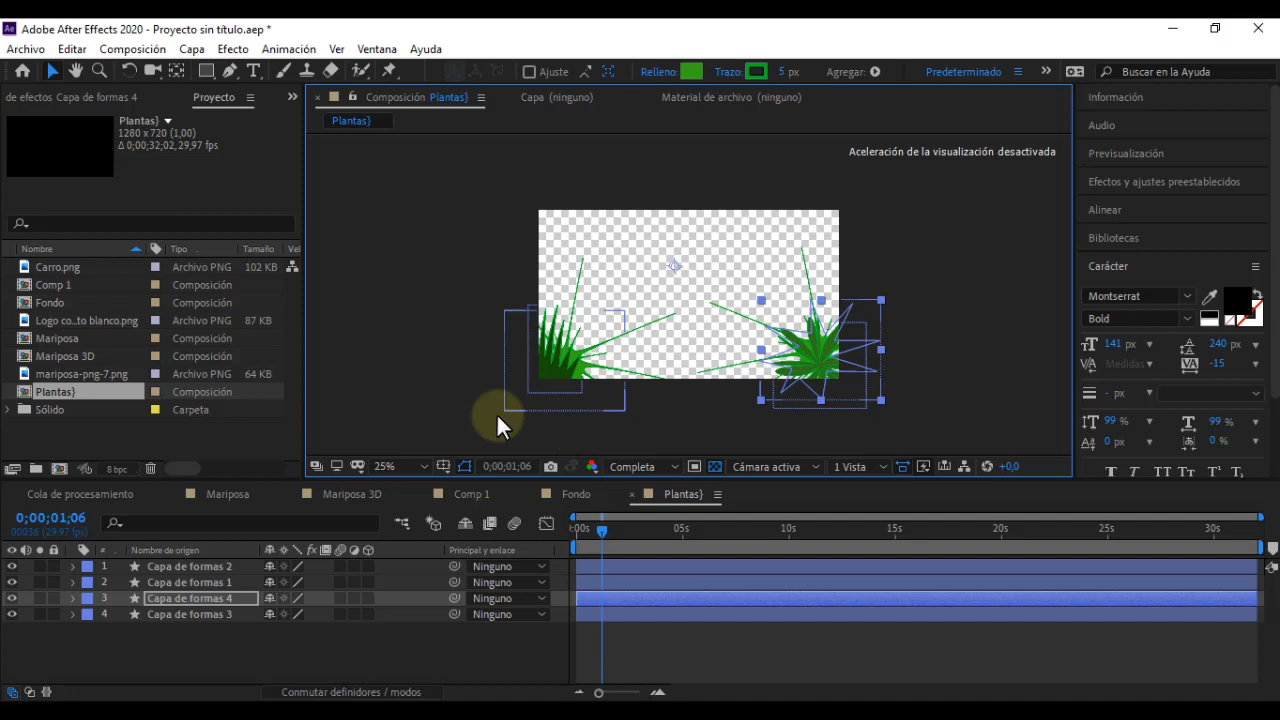 Adobe After Effects 2020 - Proyecto sin título.aep *
Archivo Editar Composición Capa Efecto Animación Ver Ventana Ayuda
Ajuste Relleno: Trazo: 5 px Agregar: Predeterminado Buscar en la Ayuda
de efectos Capa de formas 4 Proyecto
Composición Plantas} Capa (ninguno) Material de archivo (ninguno)
Plantas}
Plantas}
1280 x 720 (1,00)
Δ 0;00;32;02, 29,97 fps
Aceleración de la visualización desactivada
Nombre Tipo Tamaño Vel
Carro.png Archivo PNG 102 KB
Comp 1 Composición
Fondo Composición
Logo co...to blanco.png Archivo PNG 87 KB
Mariposa Composición
Mariposa 3D Composición
mariposa-png-7.png Archivo PNG 64 KB
Plantas} Composición
Sólido Carpeta
8 bpc
25% 0;00;01;06 Completa Cámara activa 1 Vista +0,0
Información
Audio
Previsualización
Efectos y ajustes preestablecidos
Alinear
Bibliotecas
Carácter
Montserrat
Bold
141 px 240 px
Medidas -15
- px
99 % 99 %
0 px 0 %
T T TT Tt T¹ T₁
Cola de procesamiento Mariposa Mariposa 3D Comp 1 Fondo Plantas}
0;00;01;06
00036 (29.97 fps)
:00s 05s 10s 15s 20s 25s 30s
# Nombre de origen fx Principal y enlace
1 Capa de formas 2 Ninguno
2 Capa de formas 1 Ninguno
3 Capa de formas 4 Ninguno
4 Capa de formas 3 Ninguno
Conmutar definidores / modos